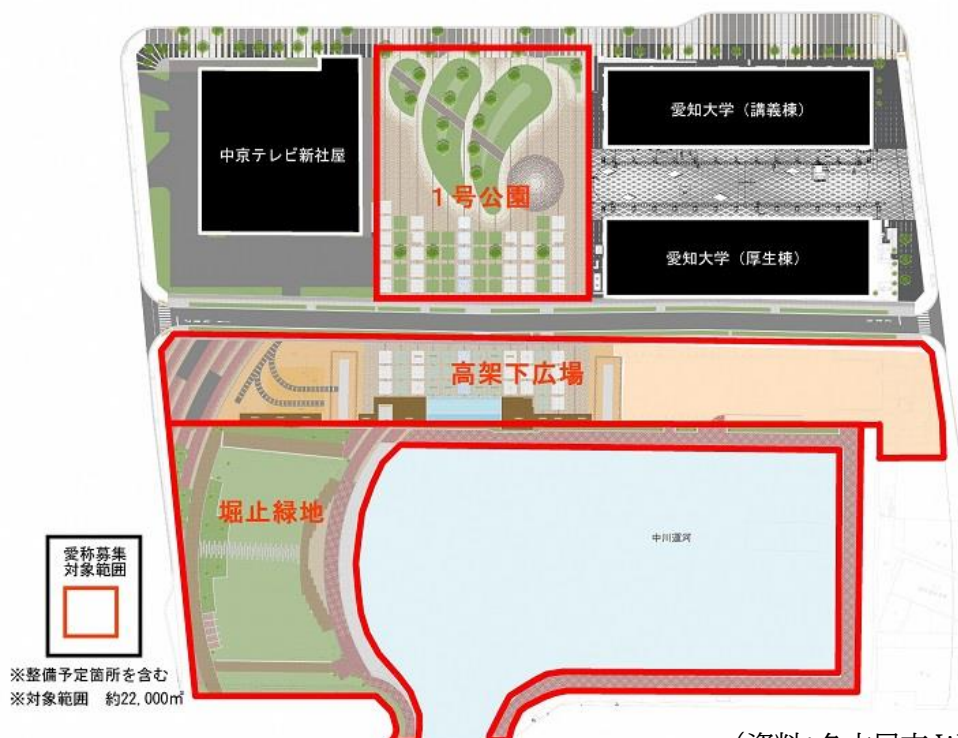 愛知大学（講義棟）
中京テレビ新社屋
1号公園
愛知大学（厚生棟）
高架下広場
堀止緑地
中川運河
愛称募集
対象範囲
※整備予定箇所を含む
※対象範囲　約22,000㎡